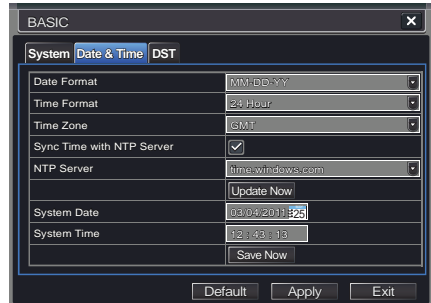 BASIC
System Date & Time DST
Date Format MM-DD-YY
Time Format 24 Hour
Time Zone GMT
Sync Time with NTP Server
NTP Server time.windows.com
Update Now
System Date 03/04/2011 25
System Time 12 : 43 : 13
Save Now
Default Apply Exit